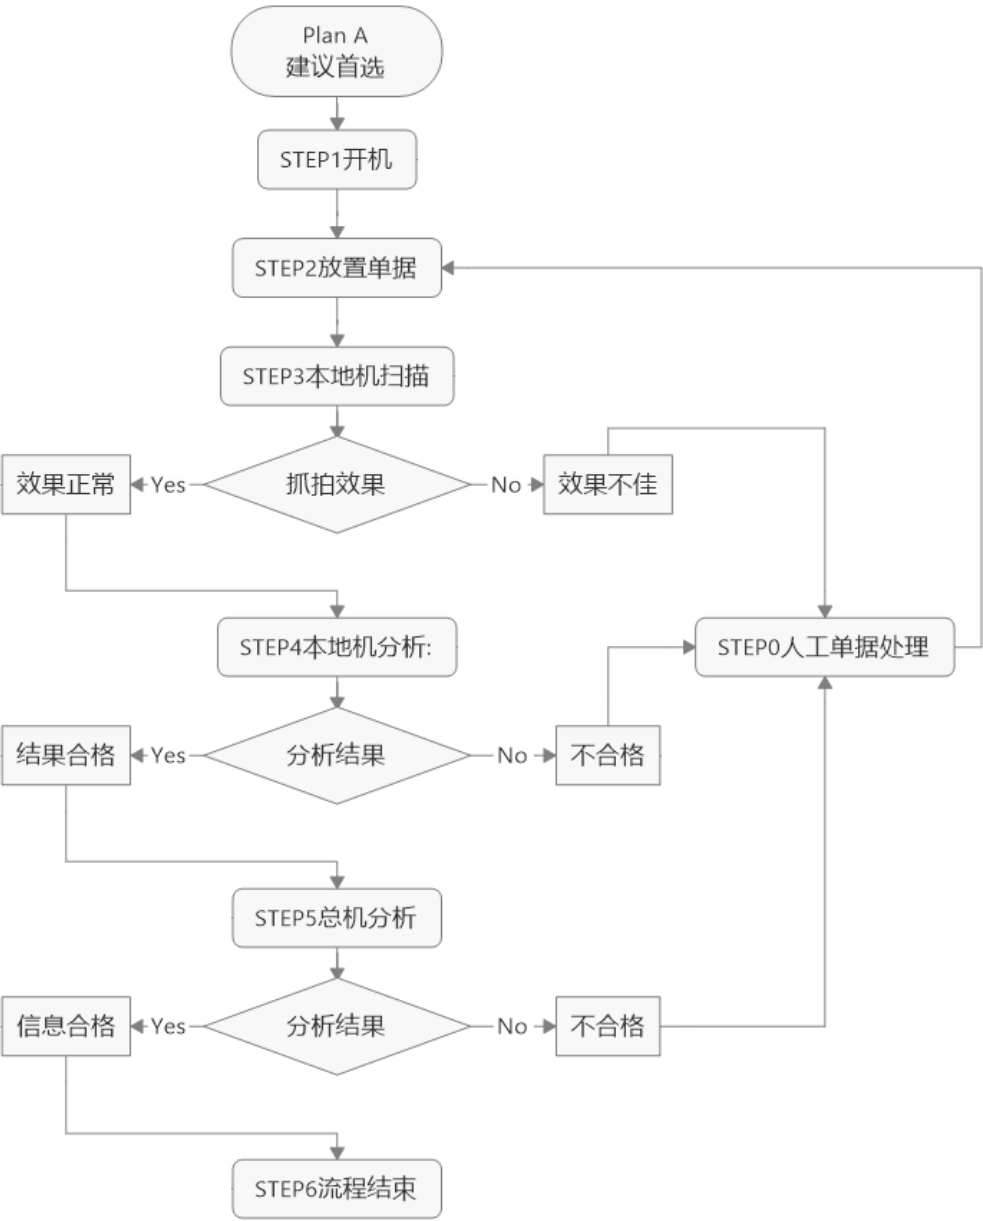 Plan A
建议首选
STEP1开机
STEP2放置单据
STEP3本地机扫描
效果正常
Yes
抓拍效果
No
效果不佳
STEP4本地机分析:
STEP0人工单据处理
结果合格
Yes
分析结果
No
不合格
STEP5总机分析
信息合格
Yes
分析结果
No
不合格
STEP6流程结束